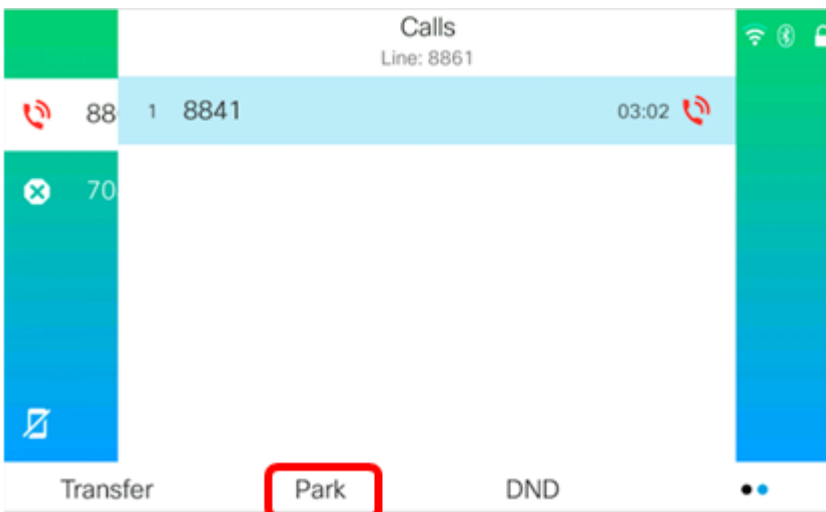 Calls
Line: 8861
88
1 8841 03:02
70
Transfer Park DND